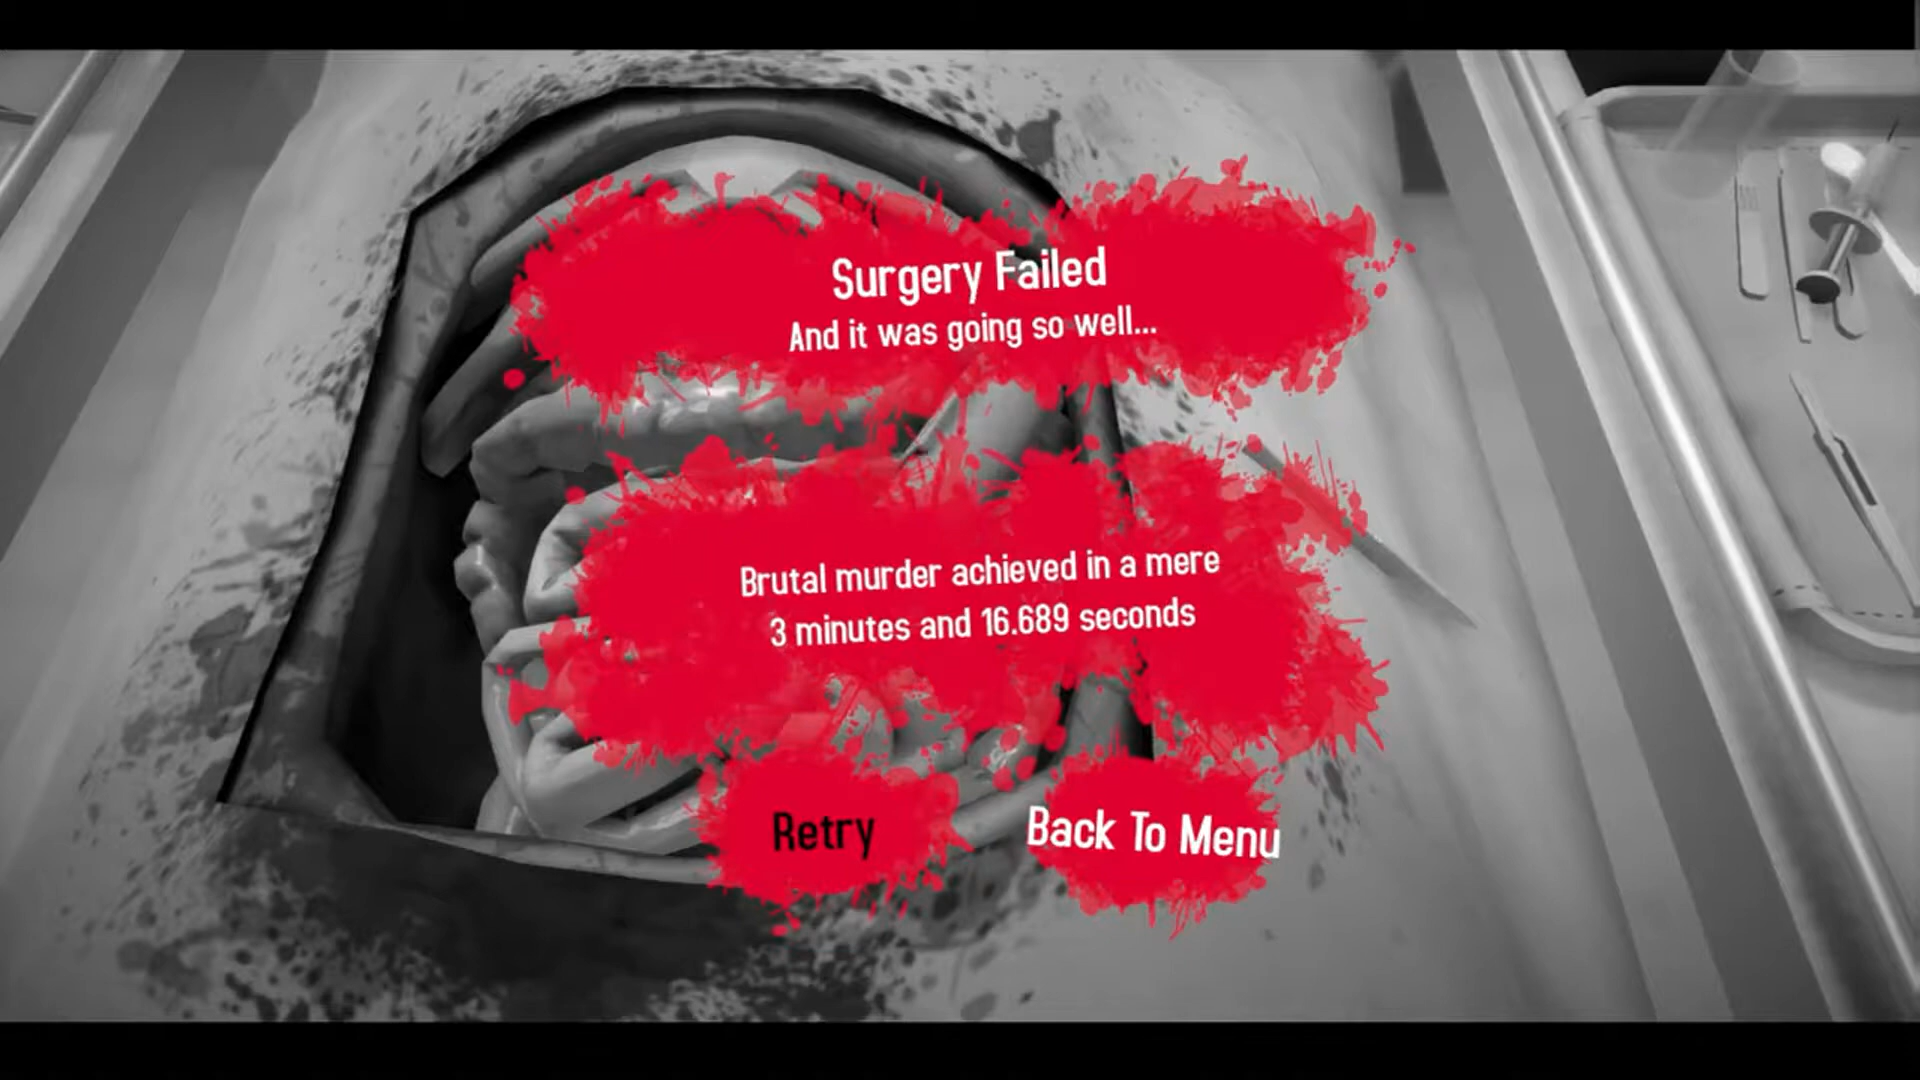 Surgery Failed
And it was going so well...
Brutal murder achieved in a mere
3 minutes and 16.689 seconds
Retry
Back To Menu